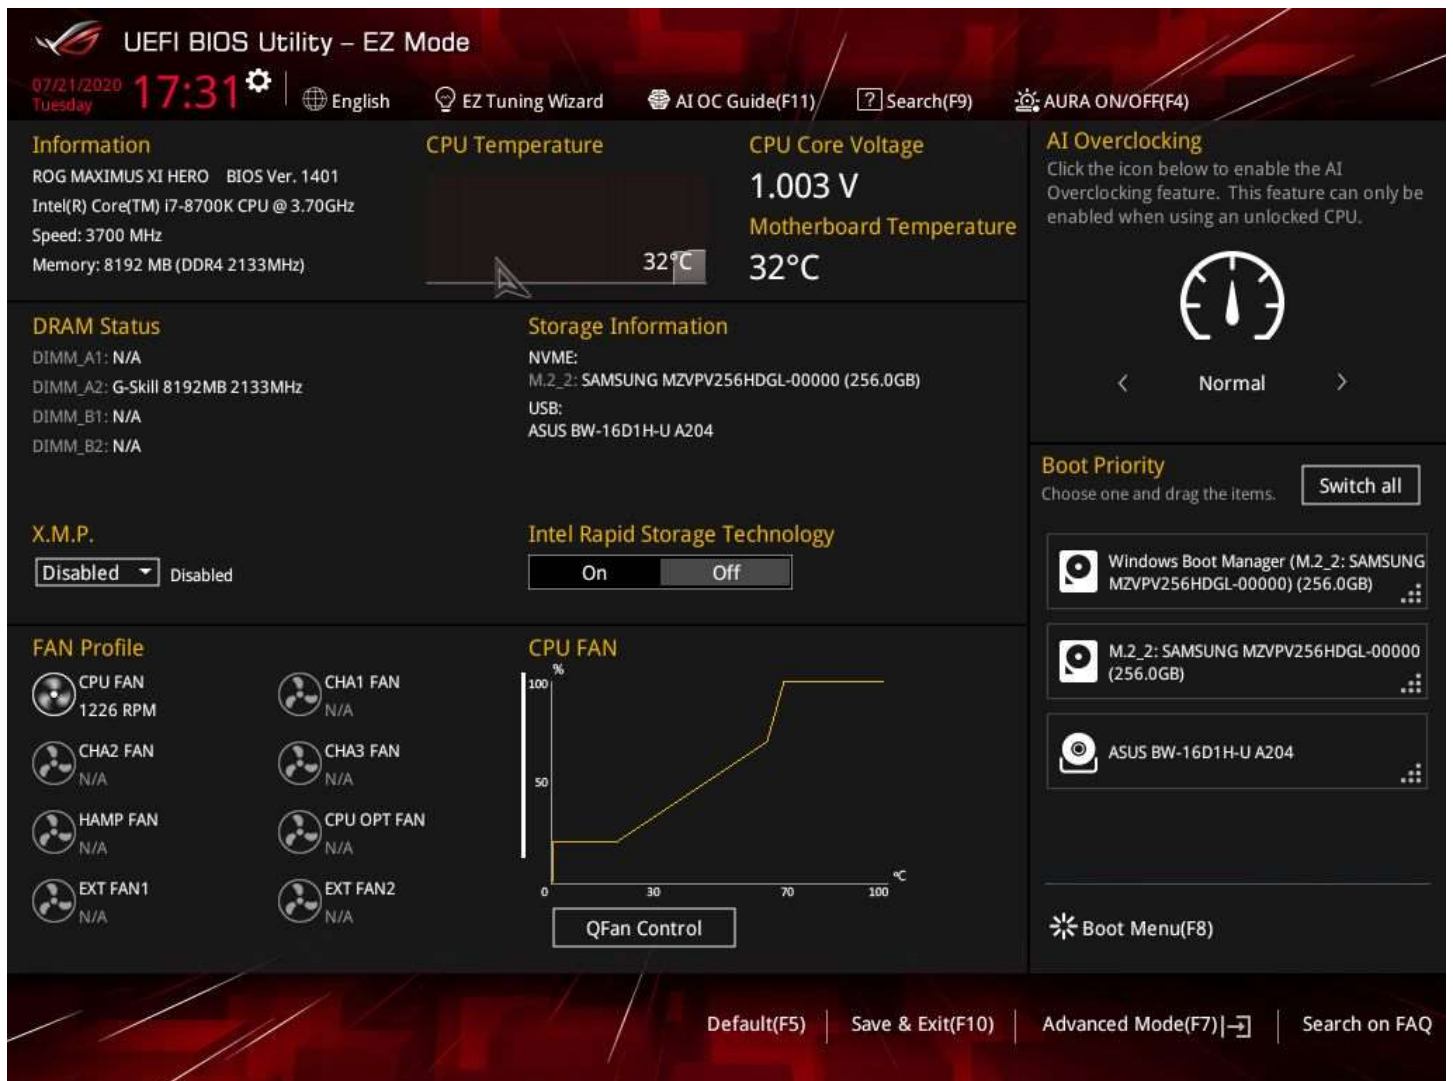 UEFI BIOS Utility – EZ Mode
07/21/2020
Tuesday
17:31
English
EZ Tuning Wizard
AI OC Guide(F11)
Search(F9)
AURA ON/OFF(F4)
Information
ROG MAXIMUS XI HERO BIOS Ver. 1401
Intel(R) Core(TM) i7-8700K CPU @ 3.70GHz
Speed: 3700 MHz
Memory: 8192 MB (DDR4 2133MHz)
CPU Temperature
32°C
CPU Core Voltage
1.003 V
Motherboard Temperature
32°C
AI Overclocking
Click the icon below to enable the AI
Overclocking feature. This feature can only be
enabled when using an unlocked CPU.
Normal
DRAM Status
DIMM_A1: N/A
DIMM_A2: G-Skill 8192MB 2133MHz
DIMM_B1: N/A
DIMM_B2: N/A
Storage Information
NVME:
M.2_2: SAMSUNG MZVPV256HDGL-00000 (256.0GB)
USB:
ASUS BW-16D1H-U A204
X.M.P.
Disabled
Disabled
Intel Rapid Storage Technology
On
Off
Boot Priority
Choose one and drag the items.
Switch all
Windows Boot Manager (M.2_2: SAMSUNG
MZVPV256HDGL-00000) (256.0GB)
M.2_2: SAMSUNG MZVPV256HDGL-00000
(256.0GB)
ASUS BW-16D1H-U A204
FAN Profile
CPU FAN
1226 RPM
CHA1 FAN
N/A
CHA2 FAN
N/A
CHA3 FAN
N/A
HAMP FAN
N/A
CPU OPT FAN
N/A
EXT FAN1
N/A
EXT FAN2
N/A
CPU FAN
%
100
50
0
30
70
100
°C
QFan Control
Boot Menu(F8)
Default(F5)
Save & Exit(F10)
Advanced Mode(F7)
Search on FAQ